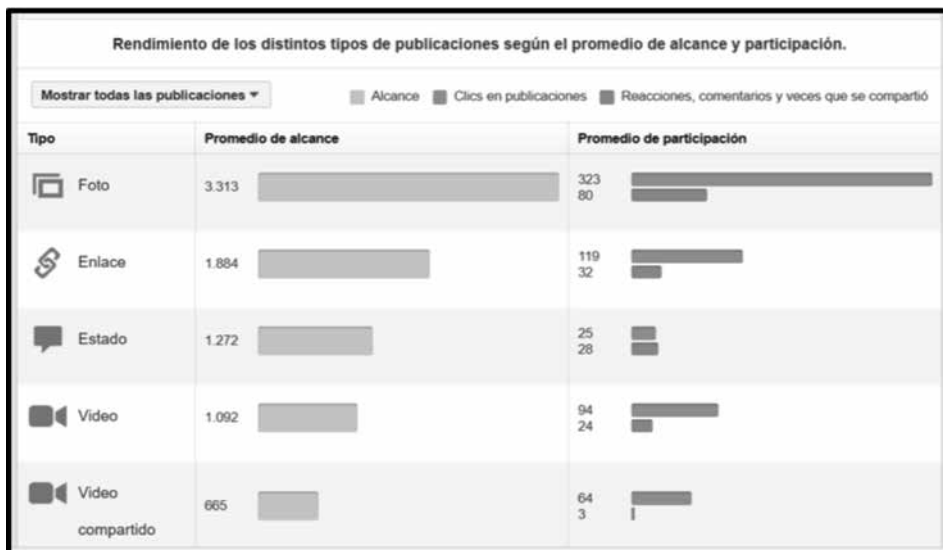 Rendimiento de los distintos tipos de publicaciones según el promedio de alcance y participación.
Mostrar todas las publicaciones
Alcance Clics en publicaciones Reacciones, comentarios y veces que se compartió
Tipo Promedio de alcance Promedio de participación
Foto 3.313 323
80
Enlace 1.884 119
32
Estado 1.272 25
28
Video 1.092 94
24
Video
compartido 665 64
3